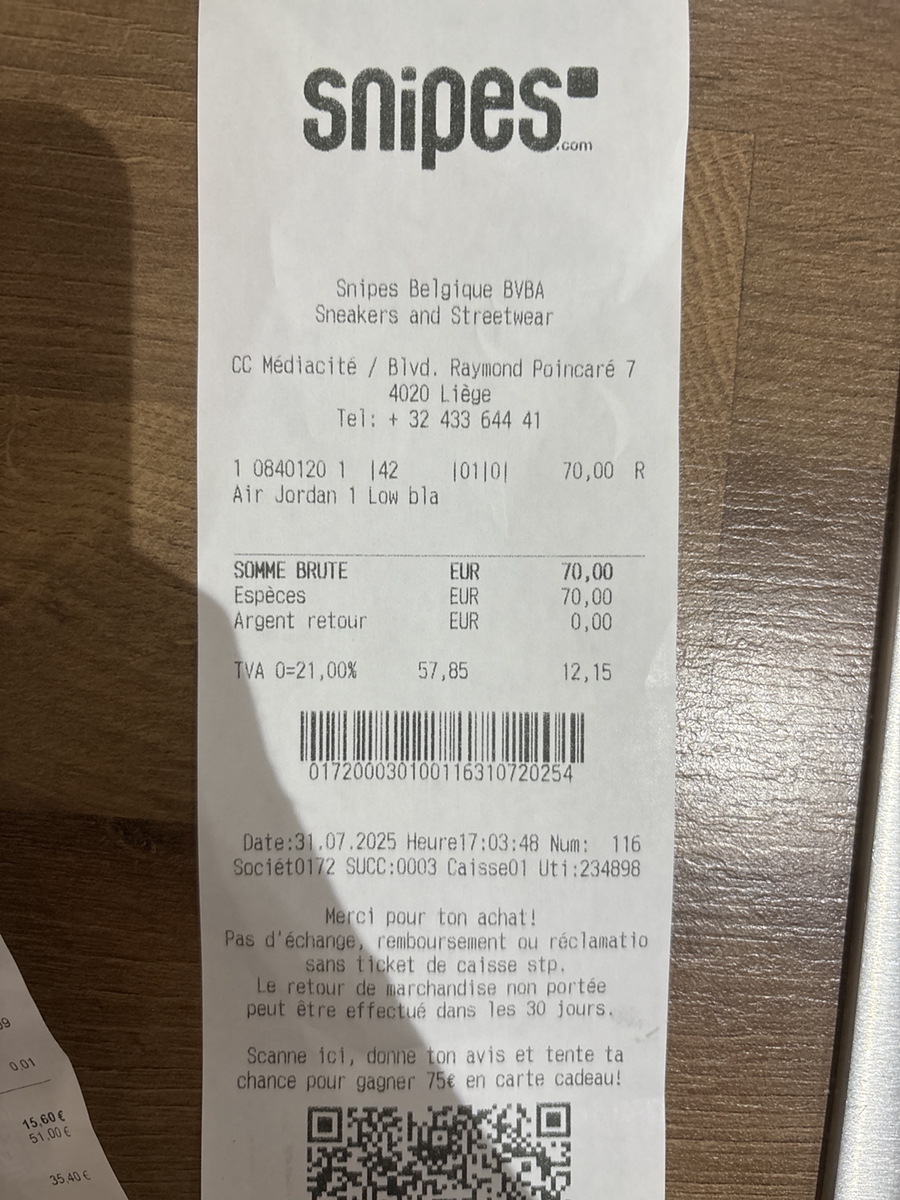 snipes
.com
Snipes Belgique BVBA
Sneakers and Streetwear
CC Médiacité / Blvd. Raymond Poincaré 7
4020 Liège
Tel: + 32 433 644 41
1 0840120 1 |42 |01|0| 70,00 R
Air Jordan 1 Low bla
SOMME BRUTE EUR 70,00
Espèces EUR 70,00
Argent retour EUR 0,00
TVA 0=21,00% 57,85 12,15
017200030100116310720254
Date:31.07.2025 Heure17:03:48 Num: 116
Sociét0172 SUCC:0003 Caisse01 Uti:234898
Merci pour ton achat!
Pas d'échange, remboursement ou réclamatio
sans ticket de caisse stp.
Le retour de marchandise non portée
peut être effectué dans les 30 jours.
Scanne ici, donne ton avis et tente ta
chance pour gagner 75€ en carte cadeau!
0,01
15,60 €
51,00 €
35,40 €